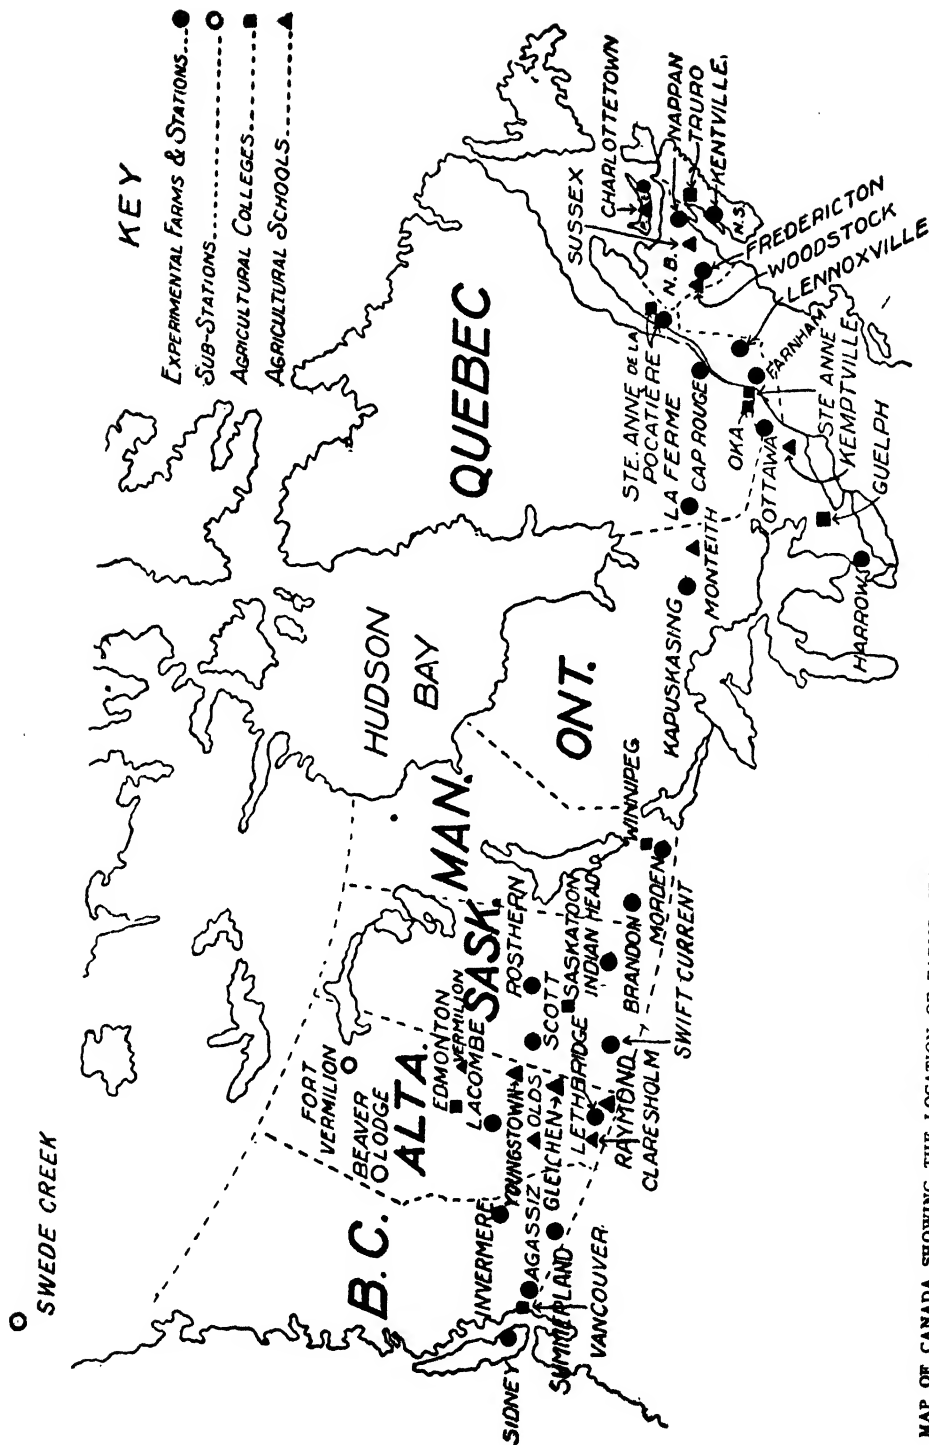 KEY
EXPERIMENTAL FARMS & STATIONS...
SUB-STATIONS
AGRICULTURAL COLLEGES
AGRICULTURAL SCHOOLS
SWEDE CREEK
HUDSON
BAY
QUEBEC
ONT.
MAN.
SASK.
ALTA.
B.C.
FORT
VERMILION
BEAVER
LODGE
EDMONTON
VERMILION
LACOMBE
YOUNGSTOWN
OLDS
GLEICHEN
LETHBRIDGE
RAYMOND
CLARESHOLM
INVERMERE
AGASSIZ
SUMMERLAND
VANCOUVER
SIDNEY
ROSTHERN
SCOTT
SASKATOON
INDIAN HEAD
SWIFT CURRENT
BRANDON
MORDEN
WINNIPEG
KAPUSKASING
MONTEITH
HARROW
GUELPH
KEMPTVILLE
OTTAWA
STE ANNE
OKA
FARNHAM
LA FERME
CAP ROUGE
STE. ANNE DE LA
POCATIÈRE
LENNOXVILLE
WOODSTOCK
FREDERICTON
N.B.
SUSSEX
CHARLOTTETOWN
NAPPAN
TRURO
KENTVILLE
N.S.
MAP OF CANADA SHOWING THE LOCATION OF